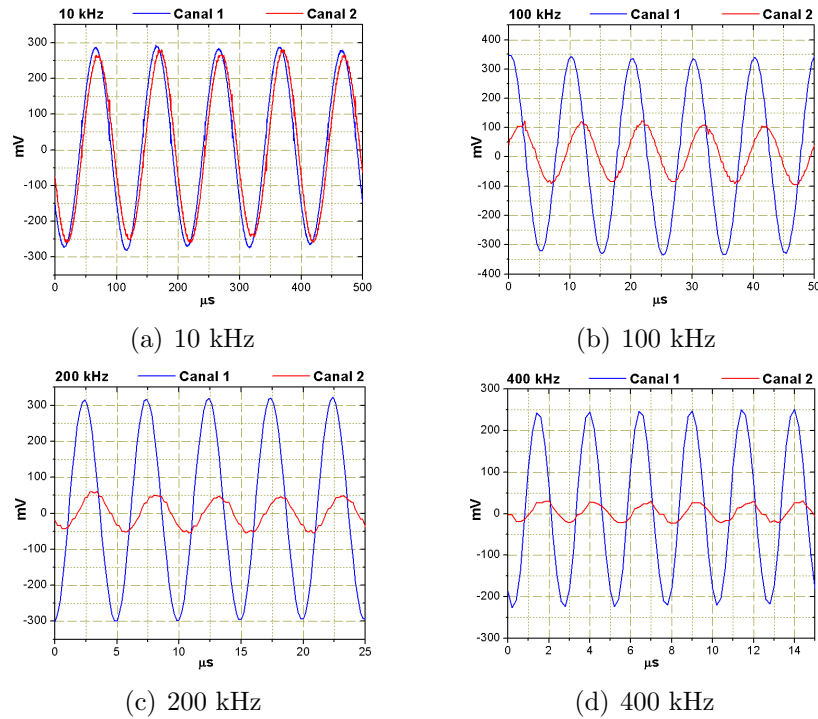 10 kHz Canal 1 Canal 2
300
200
100
0
-100
-200
-300
mV
0 100 200 300 400 500
µs
(a) 10 kHz
100 kHz Canal 1 Canal 2
400
300
200
100
0
-100
-200
-300
-400
mV
0 10 20 30 40 50
µs
(b) 100 kHz
200 kHz Canal 1 Canal 2
300
200
100
0
-100
-200
-300
mV
0 5 10 15 20 25
µs
(c) 200 kHz
400 kHz Canal 1 Canal 2
300
200
100
0
-100
-200
-300
mV
0 2 4 6 8 10 12 14
µs
(d) 400 kHz